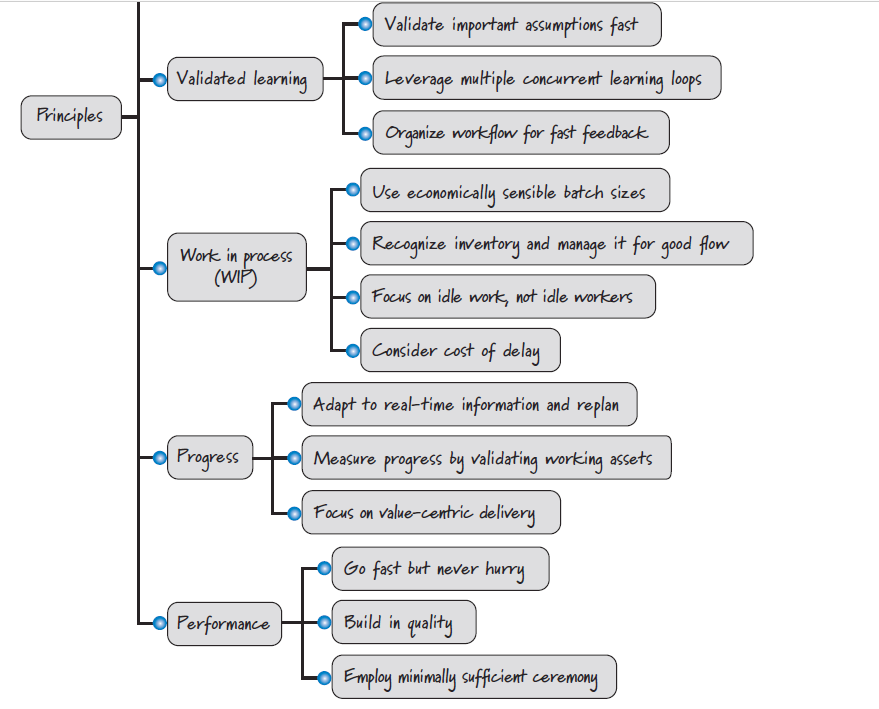 Principles
Validated learning
Validate important assumptions fast
Leverage multiple concurrent learning loops
Organize workflow for fast feedback
Work in process
(WIP)
Use economically sensible batch sizes
Recognize inventory and manage it for good flow
Focus on idle work, not idle workers
Consider cost of delay
Progress
Adapt to real-time information and replan
Measure progress by validating working assets
Focus on value-centric delivery
Performance
Go fast but never hurry
Build in quality
Employ minimally sufficient ceremony